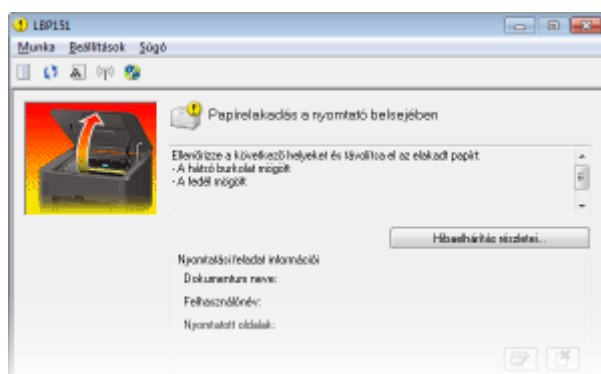 LBP151
Munka Beállítások Súgó
Papírelakadás a nyomtató belsejében
Ellenőrizze a következő helyeket és távolítsa el az elakadt papírt
- A hátsó burkolat mögött
- A fedél mögött
Hibaelhárítás részletei...
Nyomtatási feladat információi
Dokumentum neve:
Felhasználónév:
Nyomtatott oldalak: